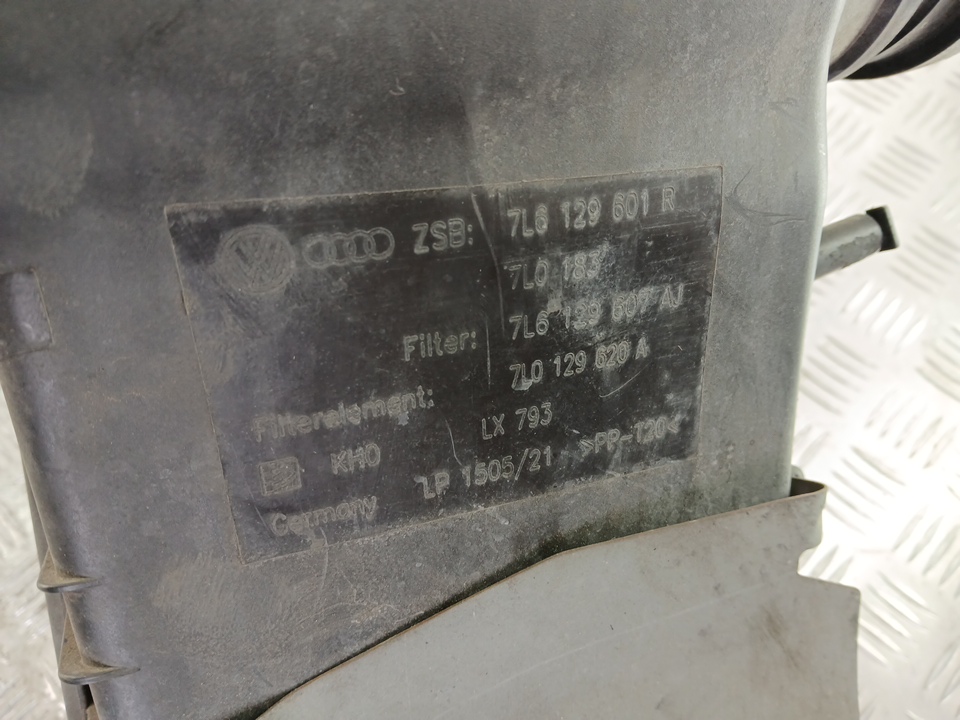 ZSB: 7L6 129 601 R
7L0 183
Filter: 7L6 129 607 AJ
Filterelement: 7L0 129 620 A
KHO LX 793
Germany LP 1505/21 >PP-T20<